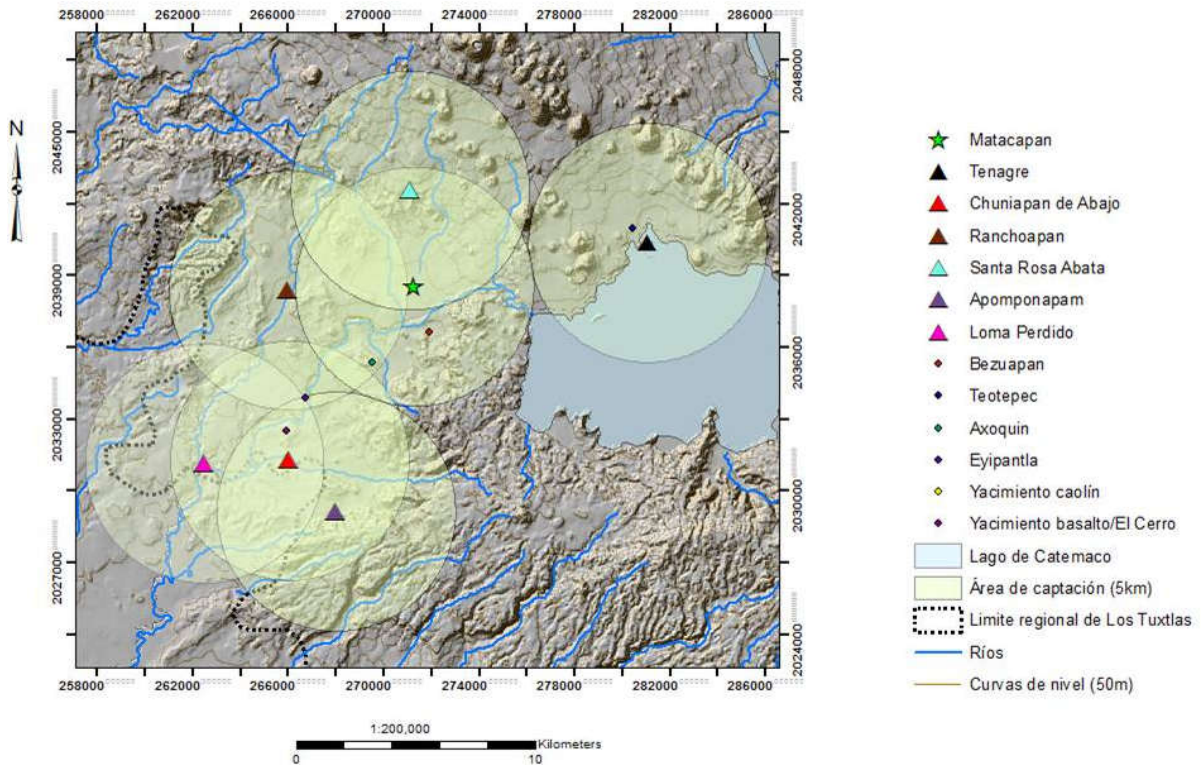 258000 262000 266000 270000 274000 278000 282000 286000
N
2045000
2039000
2033000
2027000
2048000
2042000
2036000
2030000
2024000
258000 262000 266000 270000 274000 278000 282000 286000
1:200,000
Kilometers
0 10
Matacapan
Tenagre
Chuniapan de Abajo
Ranchoapan
Santa Rosa Abata
Apomponapam
Loma Perdido
Bezuapan
Teotepec
Axoquin
Eyipantla
Yacimiento caolín
Yacimiento basalto/El Cerro
Lago de Catemaco
Área de captación (5km)
Limite regional de Los Tuxtlas
Ríos
Curvas de nivel (50m)